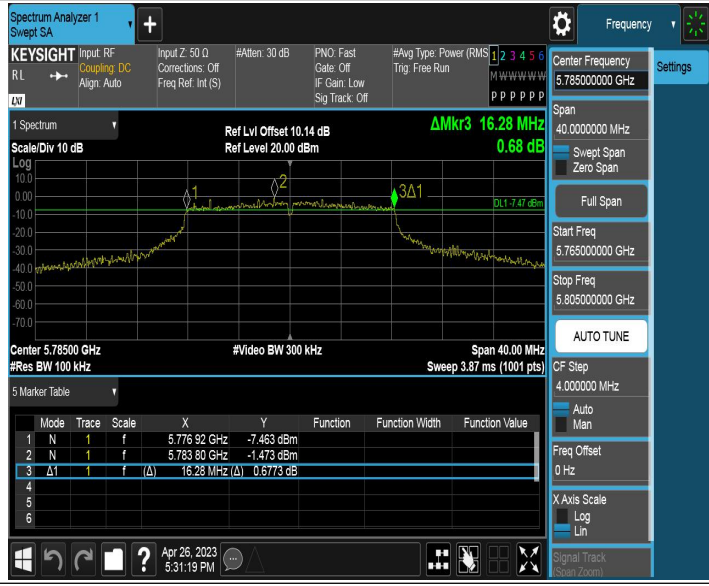 Spectrum Analyzer 1
Swept SA
Frequency
KEYSIGHT
RL
LXI
Input: RF
Coupling: DC
Align: Auto
Input Z: 50 Ω
Corrections: Off
Freq Ref: Int (S)
#Atten: 30 dB
PNO: Fast
Gate: Off
IF Gain: Low
Sig Track: Off
#Avg Type: Power (RMS
Trig: Free Run
1 2 3 4 5 6
M W W W W W
P P P P P P
Center Frequency
5.785000000 GHz
Settings
Span
40.0000000 MHz
Swept Span
Zero Span
Full Span
Start Freq
5.765000000 GHz
Stop Freq
5.805000000 GHz
AUTO TUNE
CF Step
4.000000 MHz
Auto
Man
Freq Offset
0 Hz
X Axis Scale
Log
Lin
Signal Track
(Span Zoom)
1 Spectrum
Scale/Div 10 dB
Ref Lvl Offset 10.14 dB
Ref Level 20.00 dBm
ΔMkr3 16.28 MHz
0.68 dB
Log
10.0
0.00
-10.0
-20.0
-30.0
-40.0
-50.0
-60.0
-70.0
1
2
3Δ1
DL1 -7.47 dBm
Center 5.78500 GHz
#Res BW 100 kHz
#Video BW 300 kHz
Span 40.00 MHz
Sweep 3.87 ms (1001 pts)
5 Marker Table
Mode Trace Scale X Y Function Function Width Function Value
1 N 1 f 5.776 92 GHz -7.463 dBm
2 N 1 f 5.783 80 GHz -1.473 dBm
3 Δ1 1 f (Δ) 16.28 MHz (Δ) 0.6773 dB
4
5
6
?
Apr 26, 2023
5:31:19 PM